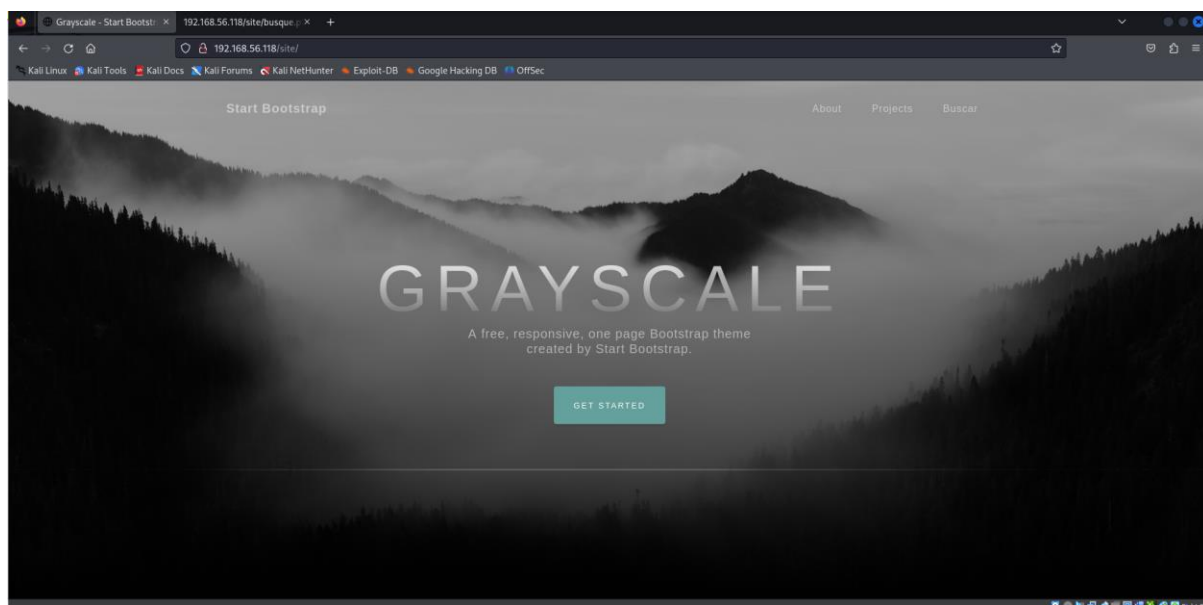 Grayscale - Start Bootstr
192.168.56.118/site/busque.p
192.168.56.118/site/
Kali Linux Kali Tools Kali Docs Kali Forums Kali NetHunter Exploit-DB Google Hacking DB OffSec
Start Bootstrap About Projects Buscar
GRAYSCALE
A free, responsive, one page Bootstrap theme
created by Start Bootstrap.
GET STARTED